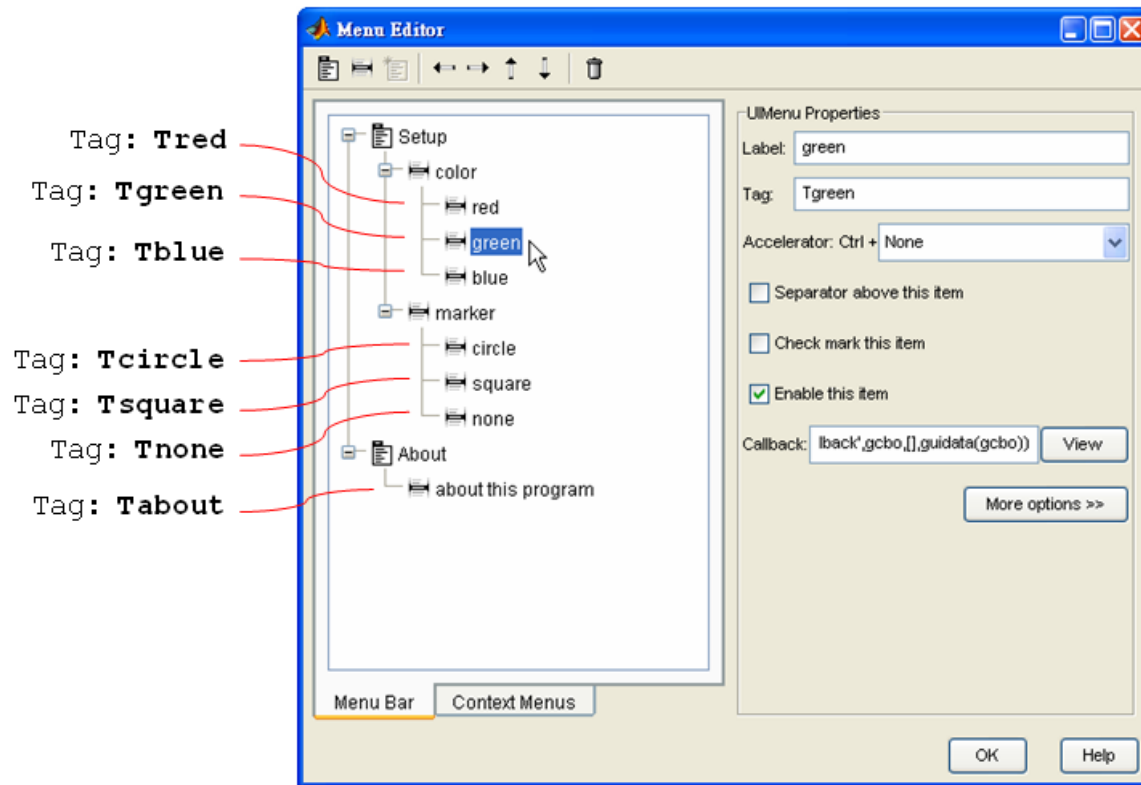 Menu Editor
Tag: Tred
Tag: Tgreen
Tag: Tblue
Tag: Tcircle
Tag: Tsquare
Tag: Tnone
Tag: Tabout
Setup
color
red
green
blue
marker
circle
square
none
About
about this program
Menu Bar
Context Menus
UIMenu Properties
Label: green
Tag: Tgreen
Accelerator: Ctrl + None
Separator above this item
Check mark this item
Enable this item
Callback: lback',gcbo,[],guidata(gcbo)) View
More options >>
OK Help